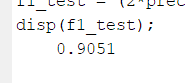 f1_test = (2*prec
disp(f1_test);
0.9051